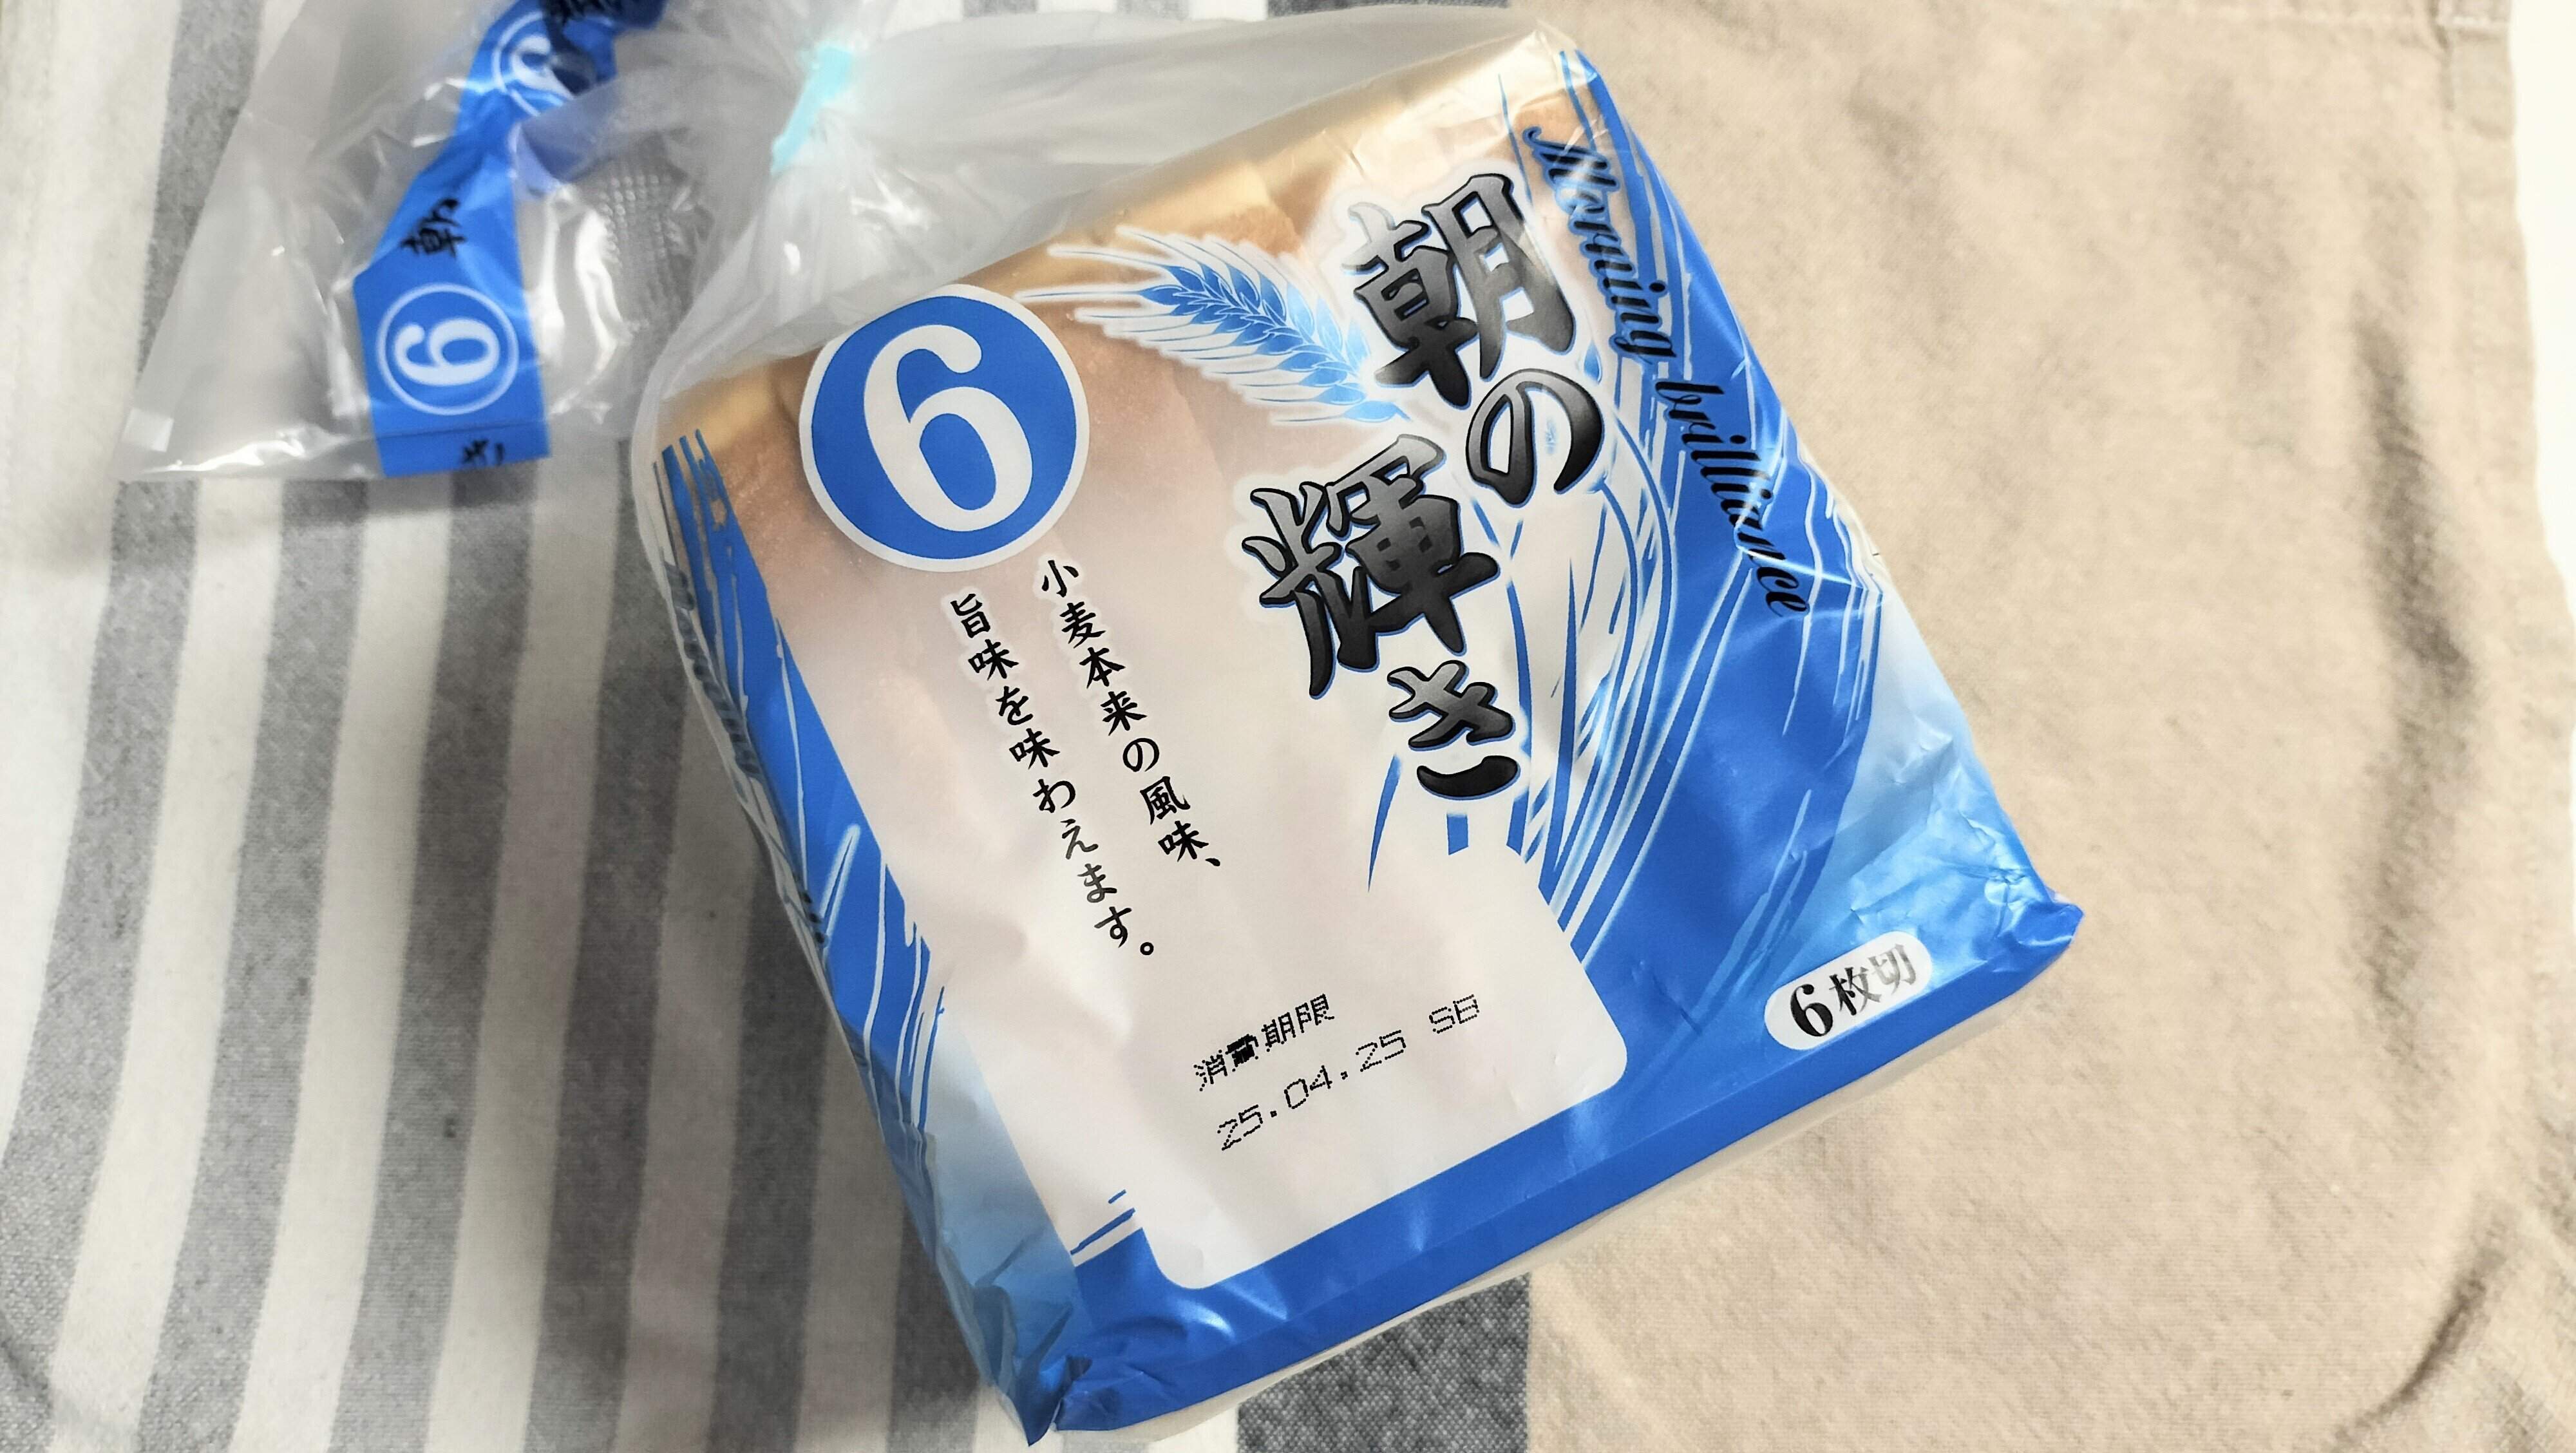 朝の
輝き
Morning brilliance
6
小麦本来の風味、
旨味を味わえます。
消費期限
25.04.25 SB
6枚切
6